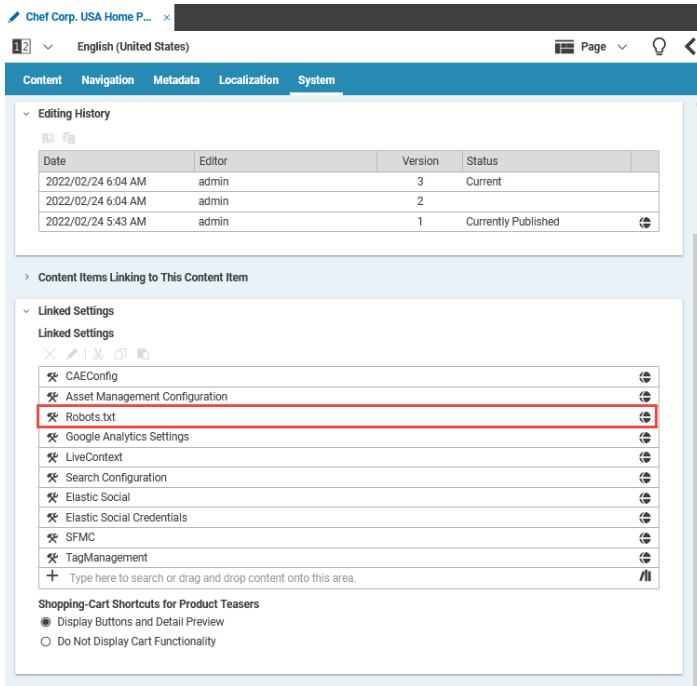 Chef Corp. USA Home P... ×
12 English (United States) Page
Content Navigation Metadata Localization System
Editing History
Date Editor Version Status
2022/02/24 6:04 AM admin 3 Current
2022/02/24 6:04 AM admin 2
2022/02/24 5:43 AM admin 1 Currently Published
Content Items Linking to This Content Item
Linked Settings
Linked Settings
CAEConfig
Asset Management Configuration
Robots.txt
Google Analytics Settings
LiveContext
Search Configuration
Elastic Social
Elastic Social Credentials
SFMC
TagManagement
Type here to search or drag and drop content onto this area.
Shopping-Cart Shortcuts for Product Teasers
Display Buttons and Detail Preview
Do Not Display Cart Functionality